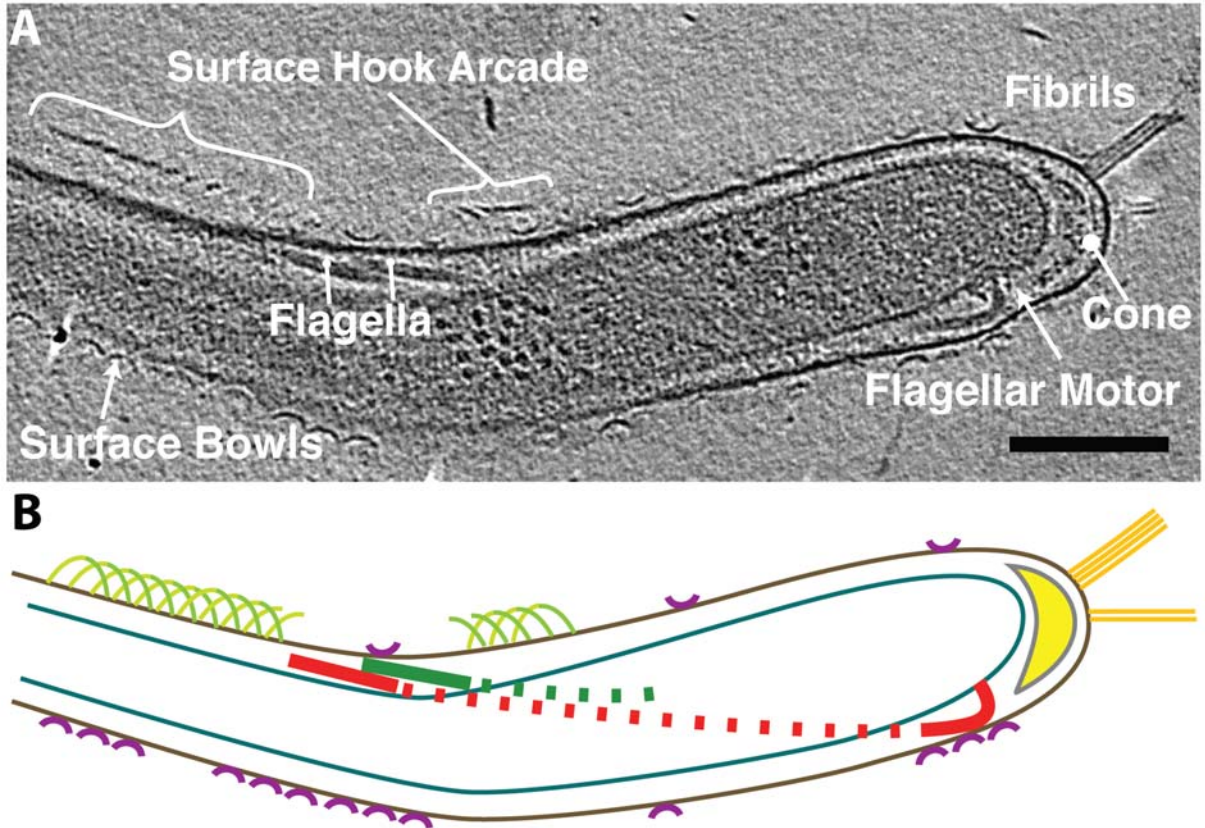 A
Surface Hook Arcade
Fibrils
Flagella
Cone
Flagellar Motor
Surface Bowls
B